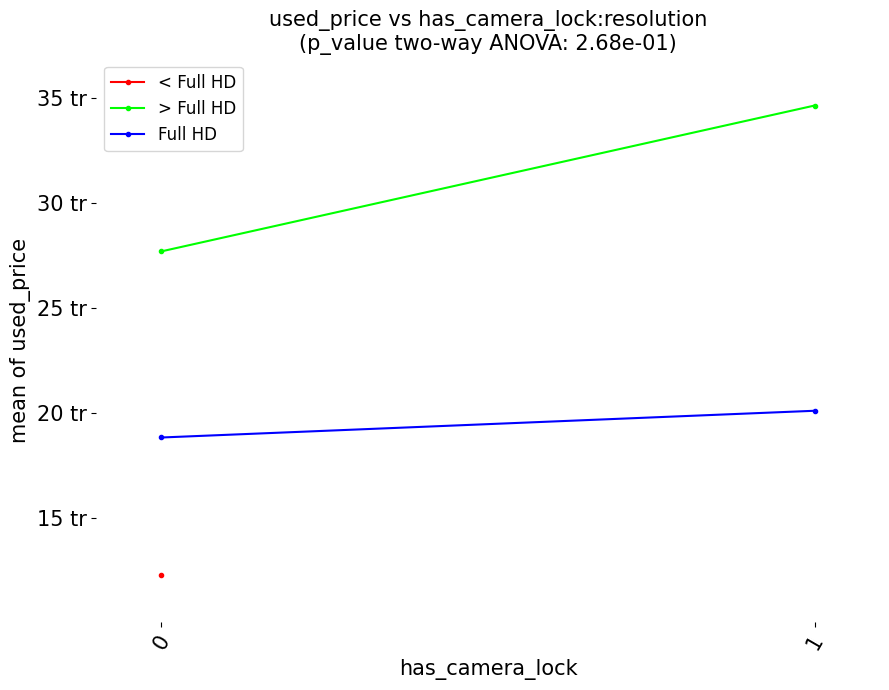 used_price vs has_camera_lock:resolution
(p_value two-way ANOVA: 2.68e-01)
< Full HD
> Full HD
Full HD
35 tr
30 tr
25 tr
20 tr
15 tr
mean of used_price
0
1
has_camera_lock